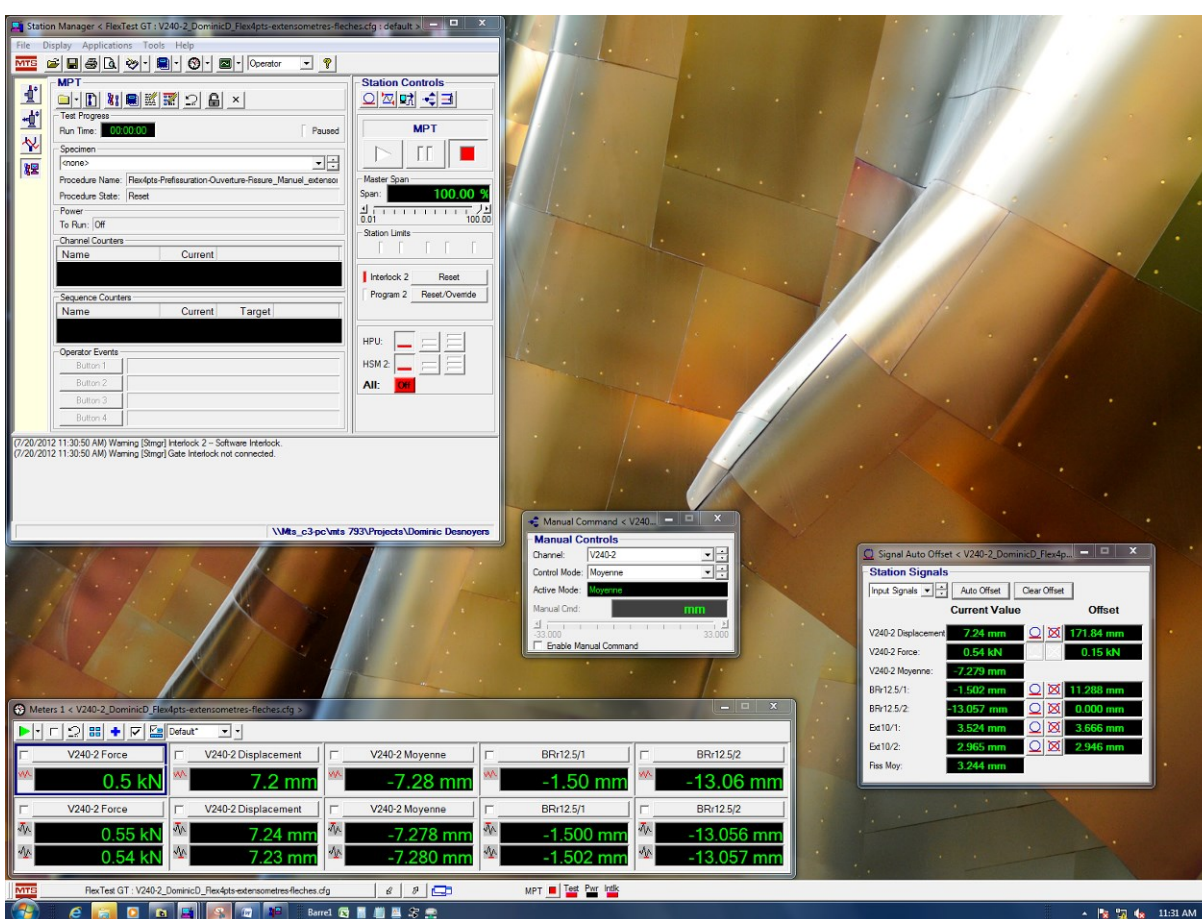 Station Manager < FlexTest GT : V240-2_DominicD_Flex4pts-extensometres-fleches.cfg : default >
File Display Applications Tools Help
MTS Operator
MPT
Test Progress
Run Time: 00:00:00 Paused
Specimen
<none>
Procedure Name: Flex4pts-Prefissuration-Ouverture-Fissure_Manuel_extensor
Procedure State: Reset
Power
To Run: Off
Channel Counters
Name Current
Sequence Counters
Name Current Target
Operator Events
Button 1
Button 2
Button 3
Button 4
Station Controls
MPT
Master Span
Span: 100.00 %
0.01 100.00
Station Limits
Interlock 2 Reset
Program 2 Reset/Override
HPU:
HSM 2:
All: Off
(7/20/2012 11:30:50 AM) Warning [Stmgr] Interlock 2 – Software Interlock.
(7/20/2012 11:30:50 AM) Warning [Stmgr] Gate Interlock not connected.
\\Mts_c3-pc\mts 793\Projects\Dominic Desnoyers
Manual Command < V240...
Manual Controls
Channel: V240-2
Control Mode: Moyenne
Active Mode: Moyenne
Manual Cmd: mm
-33.000 33.000
Enable Manual Command
Signal Auto Offset < V240-2_DominicD_Flex4p...
Station Signals
Input Signals Auto Offset Clear Offset
Current Value Offset
V240-2 Displacement 7.24 mm 171.84 mm
V240-2 Force: 0.54 kN 0.15 kN
V240-2 Moyenne: -7.279 mm
BRr12.5/1: -1.502 mm 11.288 mm
BRr12.5/2: -13.057 mm 0.000 mm
Ext10/1: 3.524 mm 3.666 mm
Ext10/2: 2.965 mm 2.946 mm
Fiss Moy: 3.244 mm
Meters 1 < V240-2_DominicD_Flex4pts-extensometres-fleches.cfg >
Default*
V240-2 Force V240-2 Displacement V240-2 Moyenne BRr12.5/1 BRr12.5/2
0.5 kN 7.2 mm -7.28 mm -1.50 mm -13.06 mm
V240-2 Force V240-2 Displacement V240-2 Moyenne BRr12.5/1 BRr12.5/2
0.55 kN 7.24 mm -7.278 mm -1.500 mm -13.056 mm
0.54 kN 7.23 mm -7.280 mm -1.502 mm -13.057 mm
MTS FlexTest GT : V240-2_DominicD_Flex4pts-extensometres-fleches.cfg MPT Test Pwr Intlk
Barre1 11:31 AM